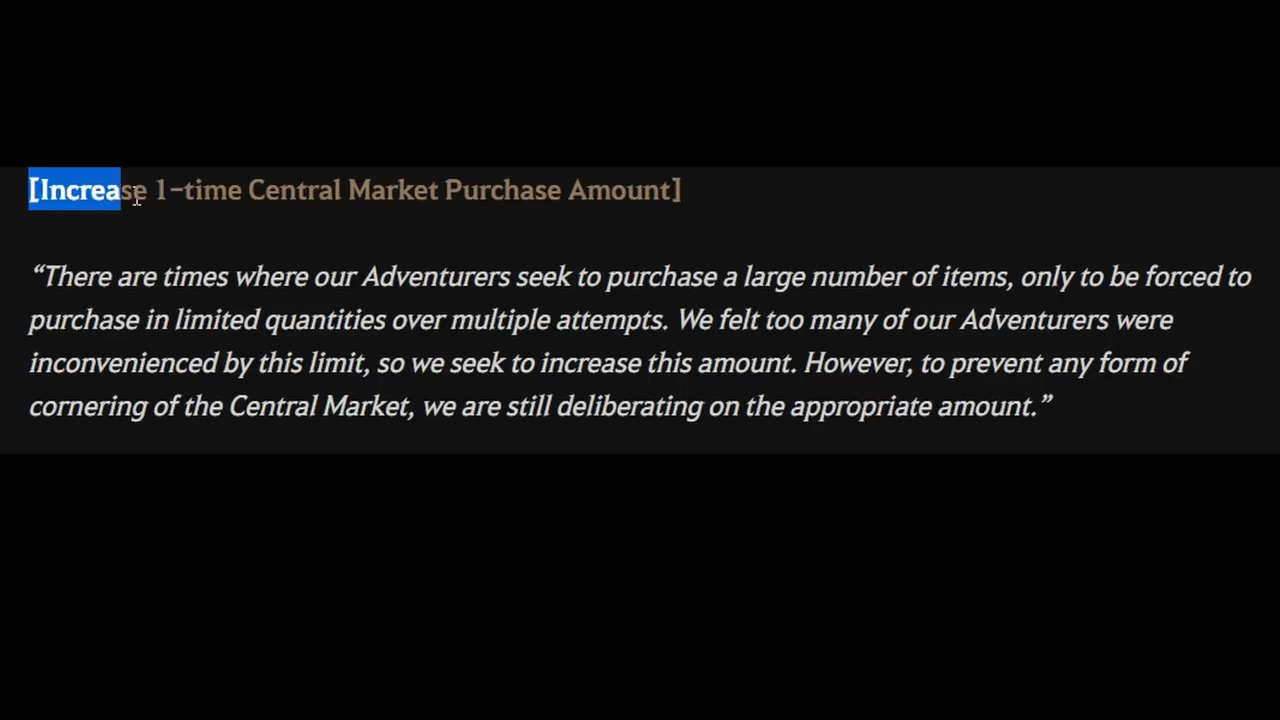 [Increase 1-time Central Market Purchase Amount]
“There are times where our Adventurers seek to purchase a large number of items, only to be forced to
purchase in limited quantities over multiple attempts. We felt too many of our Adventurers were
inconvenienced by this limit, so we seek to increase this amount. However, to prevent any form of
cornering of the Central Market, we are still deliberating on the appropriate amount.”